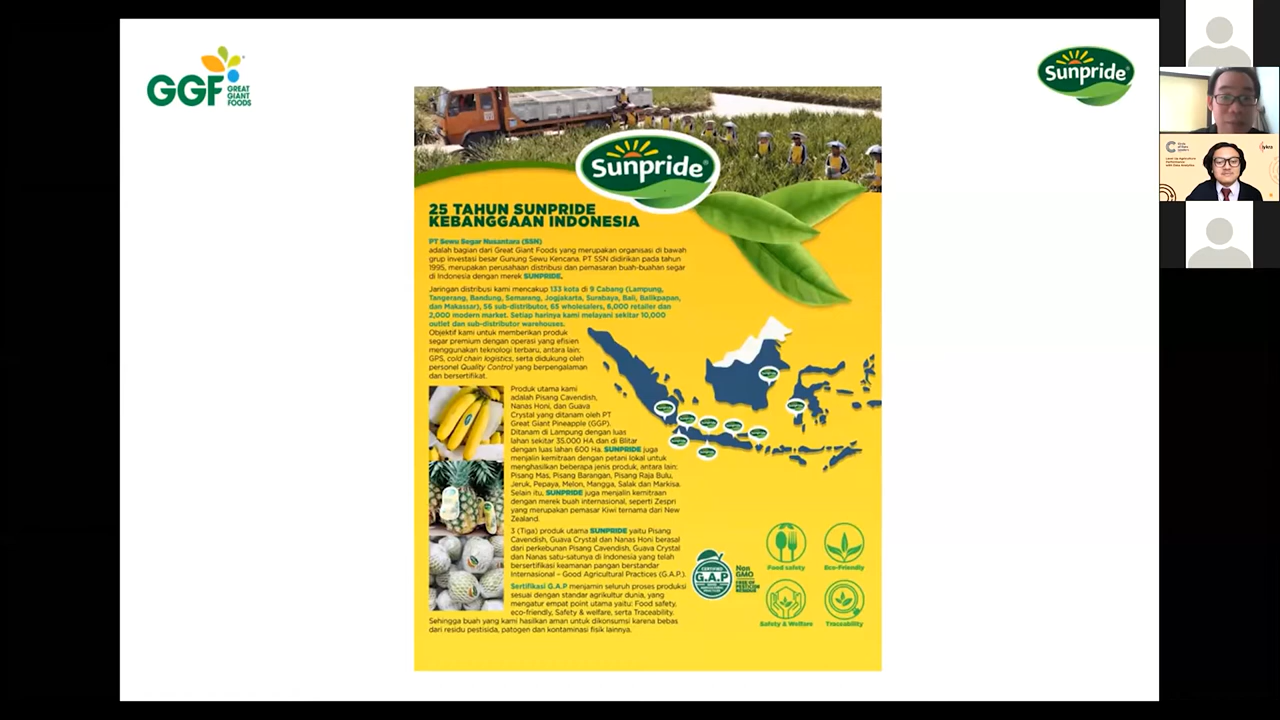 GGF GREAT
GIANT
FOODS
Sunpride
Sunpride
25 TAHUN SUNPRIDE
KEBANGGAAN INDONESIA
PT Sewu Segar Nusantara (SSN)
adalah bagian dari Great Giant Foods yang merupakan organisasi di bawah
grup investasi besar Gunung Sewu Kencana. PT SSN didirikan pada tahun
1995, merupakan perusahaan distribusi dan pemasaran buah-buahan segar
di Indonesia dengan merek SUNPRIDE.
Jaringan distribusi kami mencakup 133 kota di 9 Cabang (Lampung,
Tangerang, Bandung, Semarang, Jogjakarta, Surabaya, Bali, Balikpapan,
dan Makassar), 56 sub-distributor, 65 wholesalers, 6,000 retailer dan
2,000 modern market. Setiap harinya kami melayani sekitar 10,000
outlet dan sub-distributor warehouses.
Objektif kami untuk memberikan produk
segar premium dengan operasi yang efisien
menggunakan teknologi terbaru, antara lain:
GPS, cold chain logistics, serta didukung oleh
personel Quality Control yang berpengalaman
dan bersertifikat.
Produk utama kami
adalah Pisang Cavendish,
Nanas Honi, dan Guava
Crystal yang ditanam oleh PT
Great Giant Pineapple (GGP).
Ditanam di Lampung dengan luas
lahan sekitar 35.000 HA dan di Blitar
dengan luas lahan 600 Ha. SUNPRIDE juga
menjalin kemitraan dengan petani lokal untuk
menghasilkan beberapa jenis produk, antara lain:
Pisang Mas, Pisang Barangan, Pisang Raja Bulu,
Jeruk, Pepaya, Melon, Mangga, Salak dan Markisa.
Selain itu, SUNPRIDE juga menjalin kemitraan
dengan merek buah internasional, seperti Zespri
yang merupakan pemasar Kiwi ternama dari New
Zealand.
3 (Tiga) produk utama SUNPRIDE yaitu Pisang
Cavendish, Guava Crystal dan Nanas Honi berasal
dari perkebunan Pisang Cavendish, Guava Crystal
dan Nanas satu-satunya di Indonesia yang telah
bersertifikasi keamanan pangan berstandar
Internasional - Good Agricultural Practices (G.A.P.).
Sertifikasi G.A.P menjamin seluruh proses produksi
sesuai dengan standar agrikultur dunia, yang
mengatur empat point utama yaitu: Food safety,
eco-friendly, Safety & welfare, serta Traceability.
Sehingga buah yang kami hasilkan aman untuk dikonsumsi karena bebas
dari residu pestisida, patogen dan kontaminasi fisik lainnya.
CERTIFIED
G.A.P
Non
GMO
FREE OF
PESTICIDE
RESIDUE
Food safety
Eco-Friendly
Safety & Welfare
Traceability